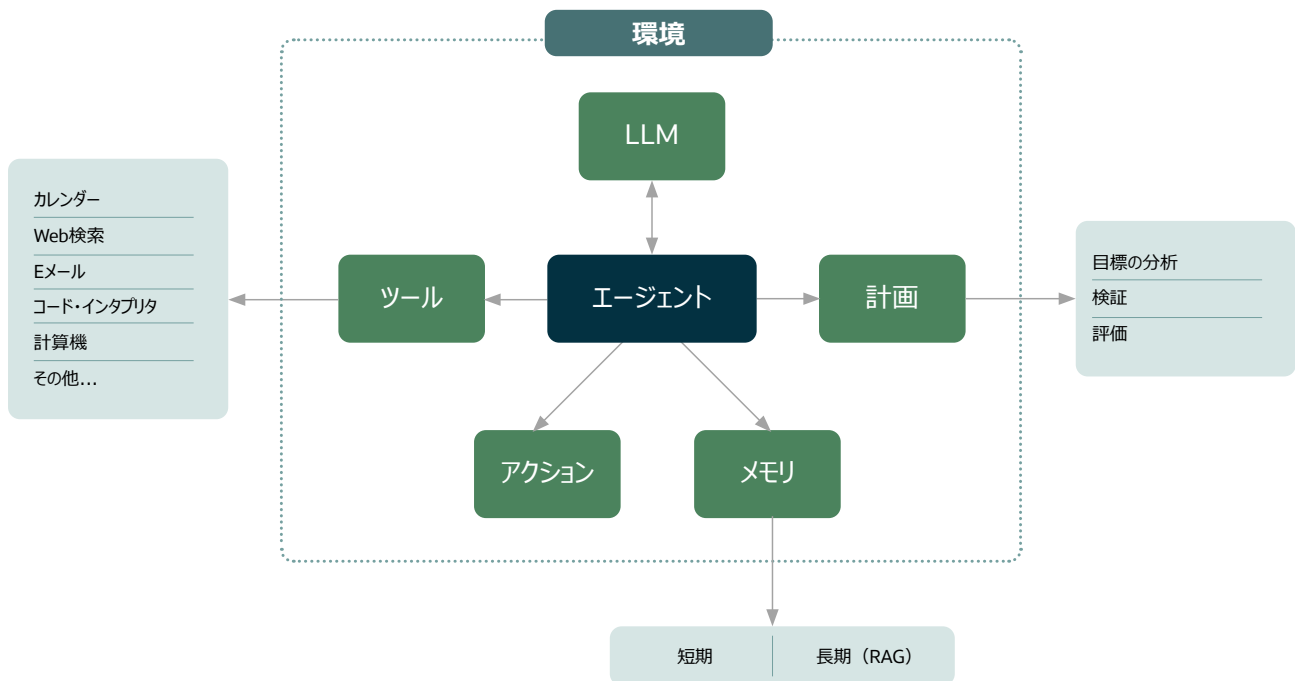 環境
LLM
カレンダー
Web検索
Eメール
コード・インタプリタ
計算機
その他...
ツール
エージェント
計画
目標の分析
検証
評価
アクション
メモリ
短期
長期（RAG）